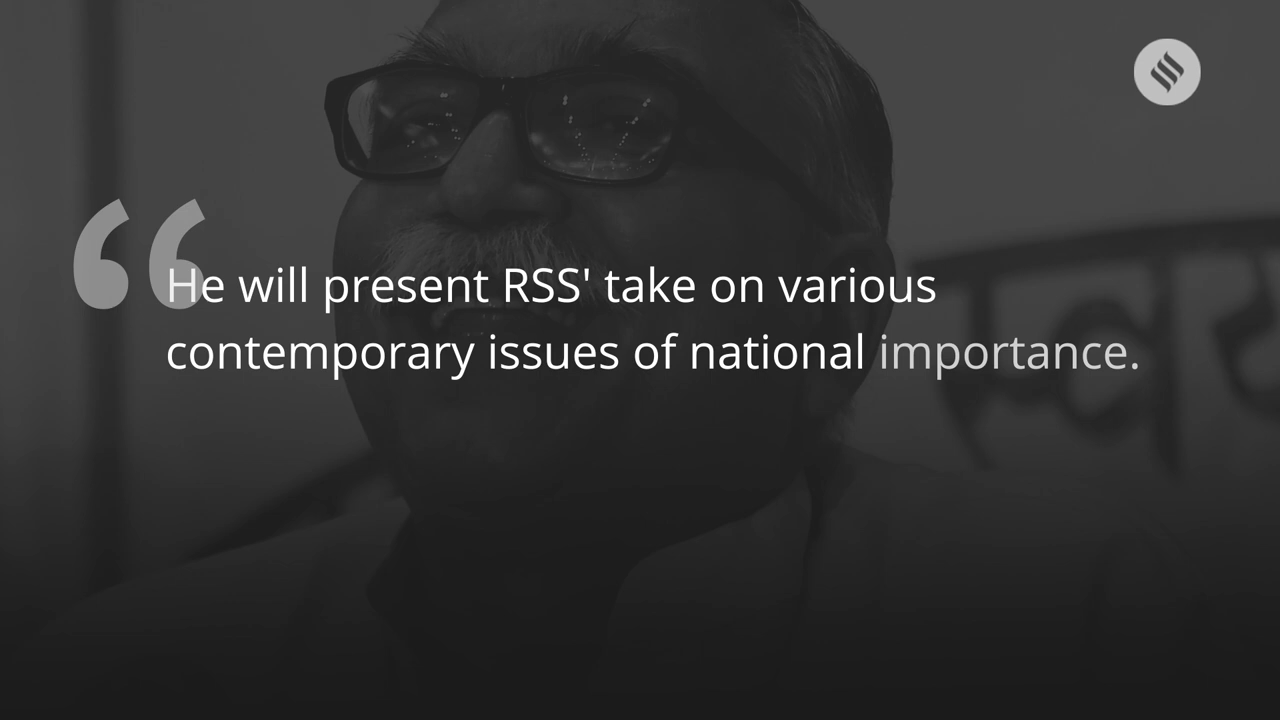 “He will present RSS' take on various
contemporary issues of national importance.